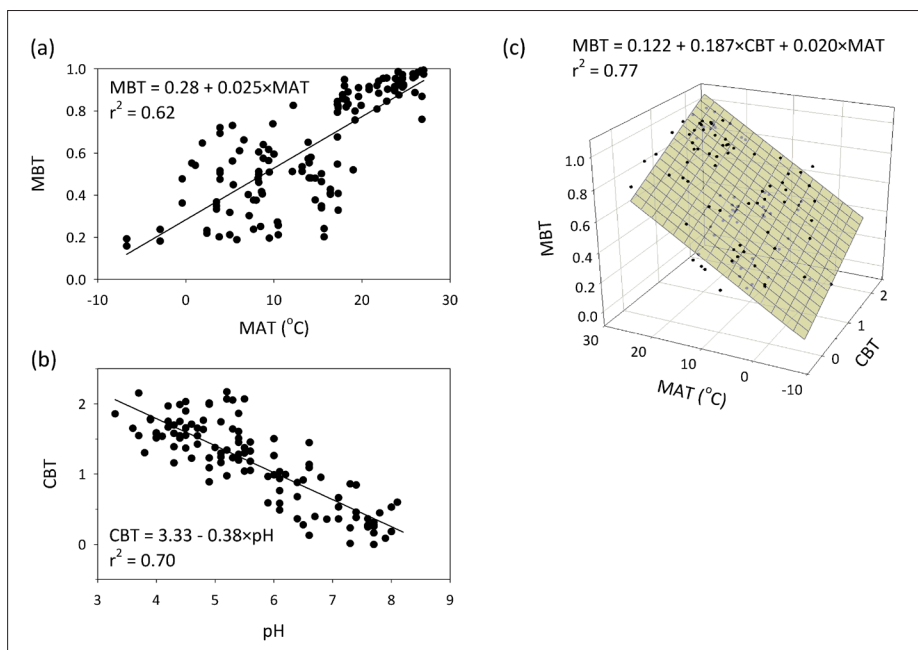 (a)
MBT = 0.28 + 0.025×MAT
r² = 0.62
1.0
0.8
0.6
0.4
0.2
0.0
MBT
-10
0
10
20
30
MAT (°C)
(b)
2
1
0
CBT
CBT = 3.33 - 0.38×pH
r² = 0.70
3
4
5
6
7
8
9
pH
(c)
MBT = 0.122 + 0.187×CBT + 0.020×MAT
r² = 0.77
1.0
0.8
0.6
0.4
0.2
0.0
MBT
30
20
10
0
-10
MAT (°C)
0
1
2
CBT